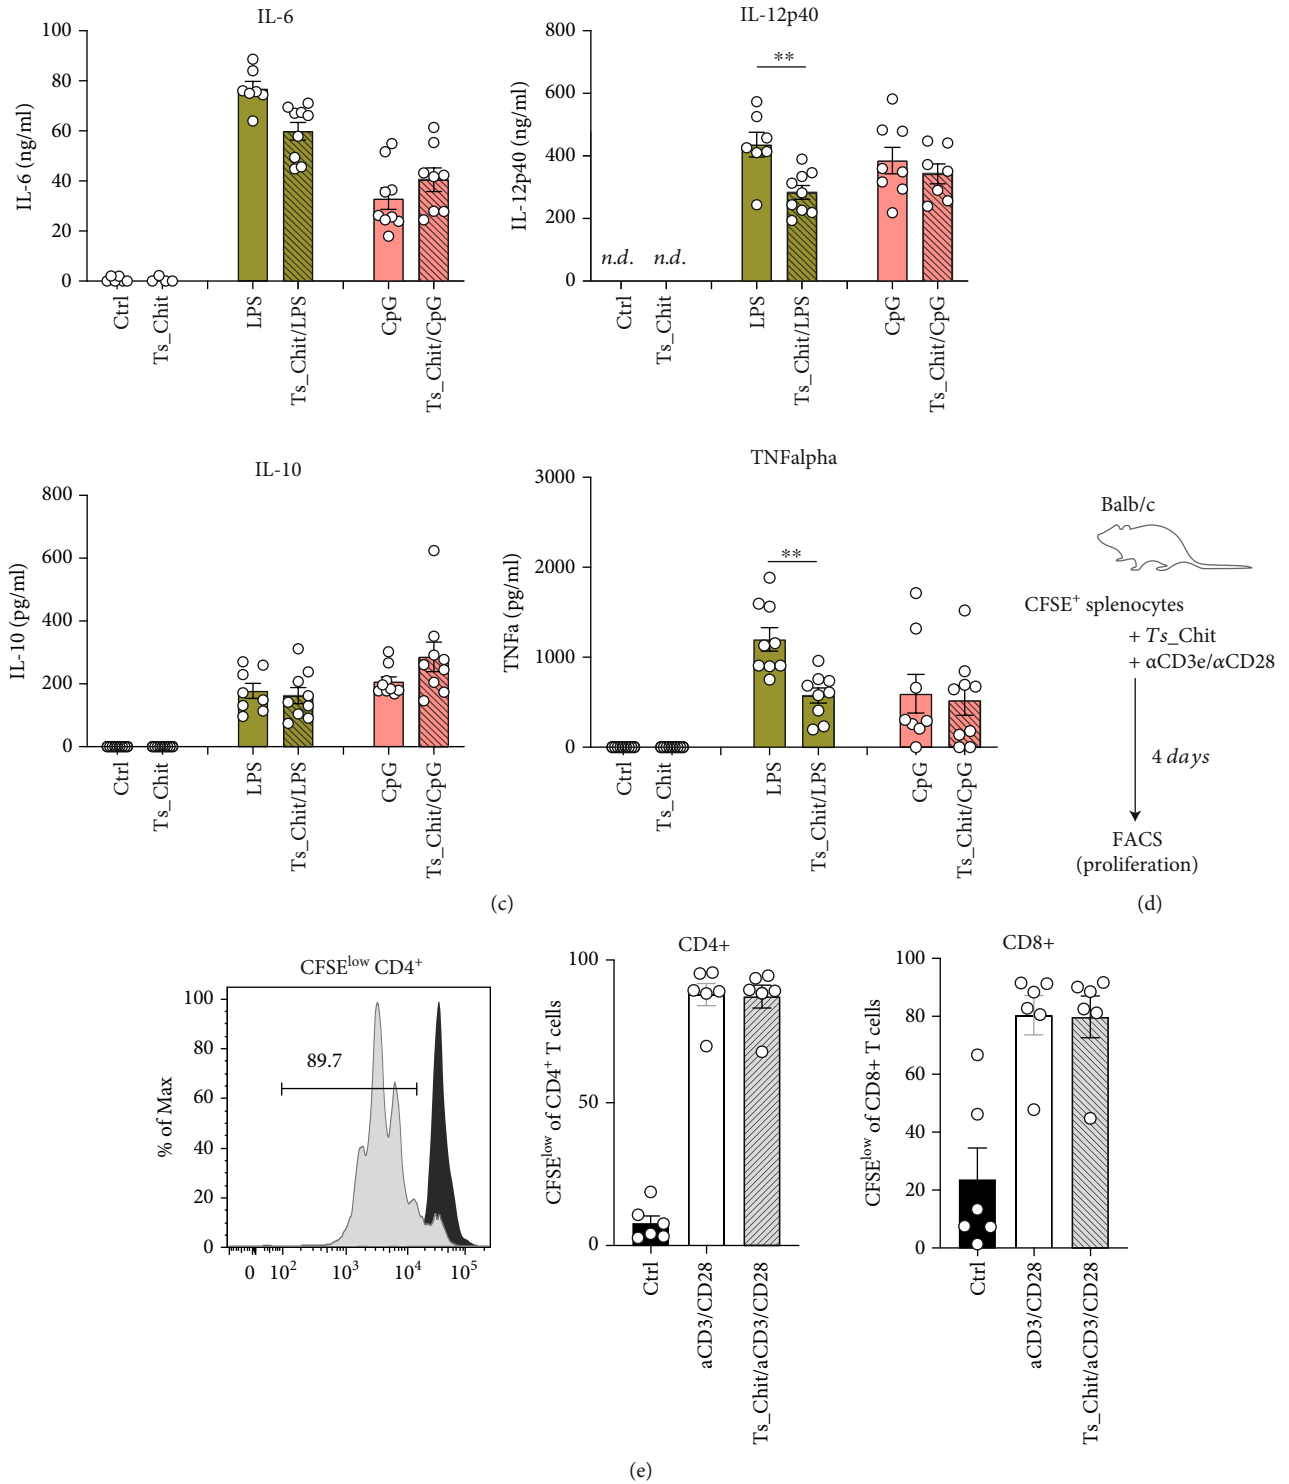 IL-6
IL-6 (ng/ml)
100
80
60
40
20
0
Ctrl
Ts_Chit
LPS
Ts_Chit/LPS
CpG
Ts_Chit/CpG
IL-12p40
IL-12p40 (ng/ml)
800
600
400
200
0
**
n.d.
n.d.
Ctrl
Ts_Chit
LPS
Ts_Chit/LPS
CpG
Ts_Chit/CpG
IL-10
IL-10 (pg/ml)
800
600
400
200
0
Ctrl
Ts_Chit
LPS
Ts_Chit/LPS
CpG
Ts_Chit/CpG
TNFalpha
TNFa (pg/ml)
3000
2000
1000
0
**
Ctrl
Ts_Chit
LPS
Ts_Chit/LPS
CpG
Ts_Chit/CpG
(c)
Balb/c
CFSE⁺ splenocytes
+ Ts_Chit
+ αCD3e/αCD28
4 days
FACS
(proliferation)
(d)
CFSE^low CD4⁺
% of Max
100
80
60
40
20
0
89.7
0 10² 10³ 10⁴ 10⁵
CD4+
CFSE^low of CD4⁺ T cells
100
50
0
Ctrl
aCD3/CD28
Ts_Chit/aCD3/CD28
CD8+
CFSE^low of CD8+ T cells
100
80
60
40
20
0
Ctrl
aCD3/CD28
Ts_Chit/aCD3/CD28
(e)